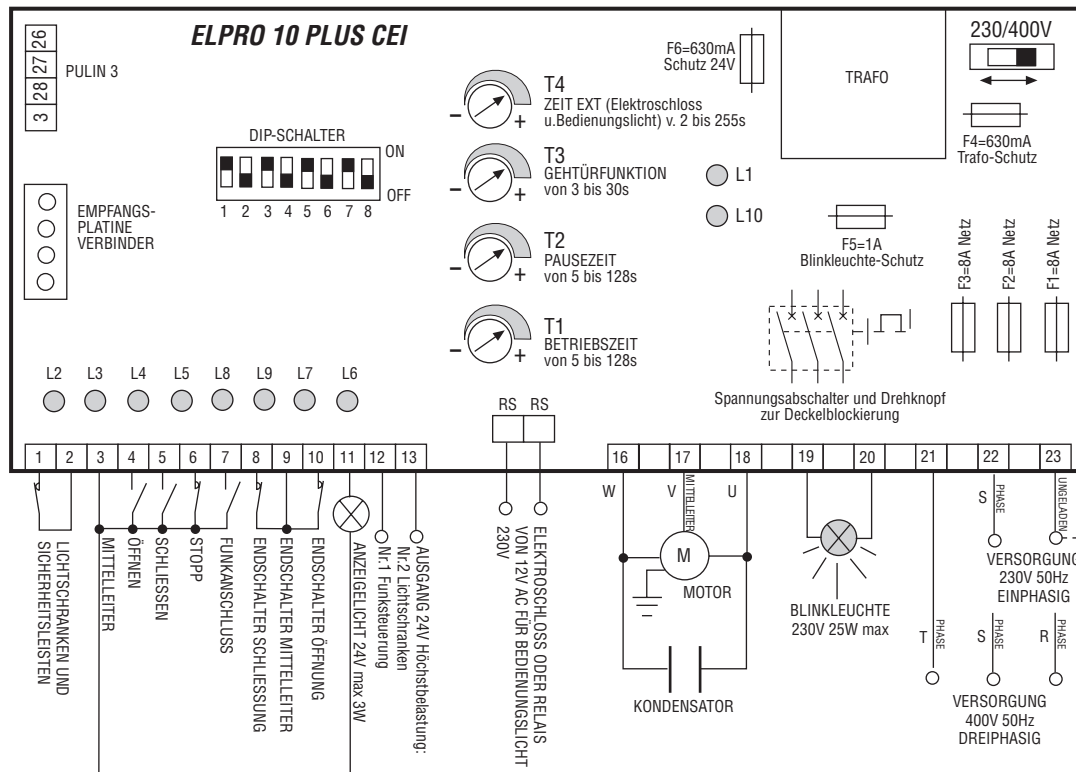 ELPRO 10 PLUS CEI
26
27
28
3
PULIN 3
DIP-SCHALTER
ON
OFF
1 2 3 4 5 6 7 8
EMPFANGS-
PLATINE
VERBINDER
T4
ZEIT EXT (Elektroschloss
u.Bedienungslicht) v. 2 bis 255s
- +
T3
GEHTÜRFUNKTION
von 3 bis 30s
- +
T2
PAUSEZEIT
von 5 bis 128s
- +
T1
BETRIEBSZEIT
von 5 bis 128s
- +
F6=630mA
Schutz 24V
TRAFO
230/400V
F4=630mA
Trafo-Schutz
L1
L10
F5=1A
Blinkleuchte-Schutz
F3=8A Netz
F2=8A Netz
F1=8A Netz
Spannungsabschalter und Drehknopf
zur Deckelblockierung
L2 L3 L4 L5 L8 L9 L7 L6
RS RS
1 2 3 4 5 6 7 8 9 10 11 12 13
16 17 18 19 20 21 22 23
LICHTSCHRANKEN UND
SICHERHEITSLEISTEN
MITTELLEITER
ÖFFNEN
SCHLIESSEN
STOPP
FUNKANSCHLUSS
ENDSCHALTER SCHLIESSUNG
ENDSCHALTER MITTELLEITER
ENDSCHALTER ÖFFNUNG
ANZEIGELICHT 24V max 3W
AUSGANG 24V Höchstbelastung:
Nr.2 Lichtschranken
Nr.1 Funksteuerung
ELEKTROSCHLOSS ODER RELAIS
VON 12V AC FÜR BEDIENUNGSLICHT
230V
W V U
MITTELLEITER
M
MOTOR
KONDENSATOR
BLINKLEUCHTE
230V 25W max
S PHASE
UNGELADEN
VERSORGUNG
230V 50Hz
EINPHASIG
T PHASE
S PHASE
R PHASE
VERSORGUNG
400V 50Hz
DREIPHASIG